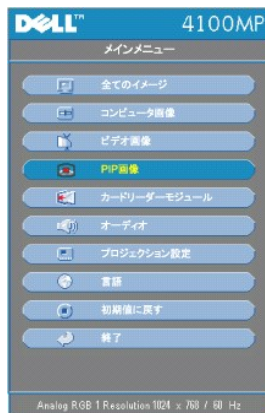 DELL™ 4100MP
メインメニュー
全てのイメージ
コンピュータ画像
ビデオ画像
PIP画像
カードリーダーモジュール
オーディオ
プロジェクション設定
言語
初期値に戻す
終了
Analog RGB 1 Resolution 1024 x 768 / 60 Hz